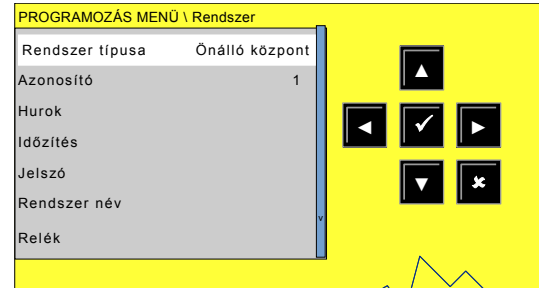 PROGRAMOZÁS MENÜ \ Rendszer
Rendszer típusa Önálló központ
Azonosító 1
Hurok
Időzítés
Jelszó
Rendszer név
v
Relék